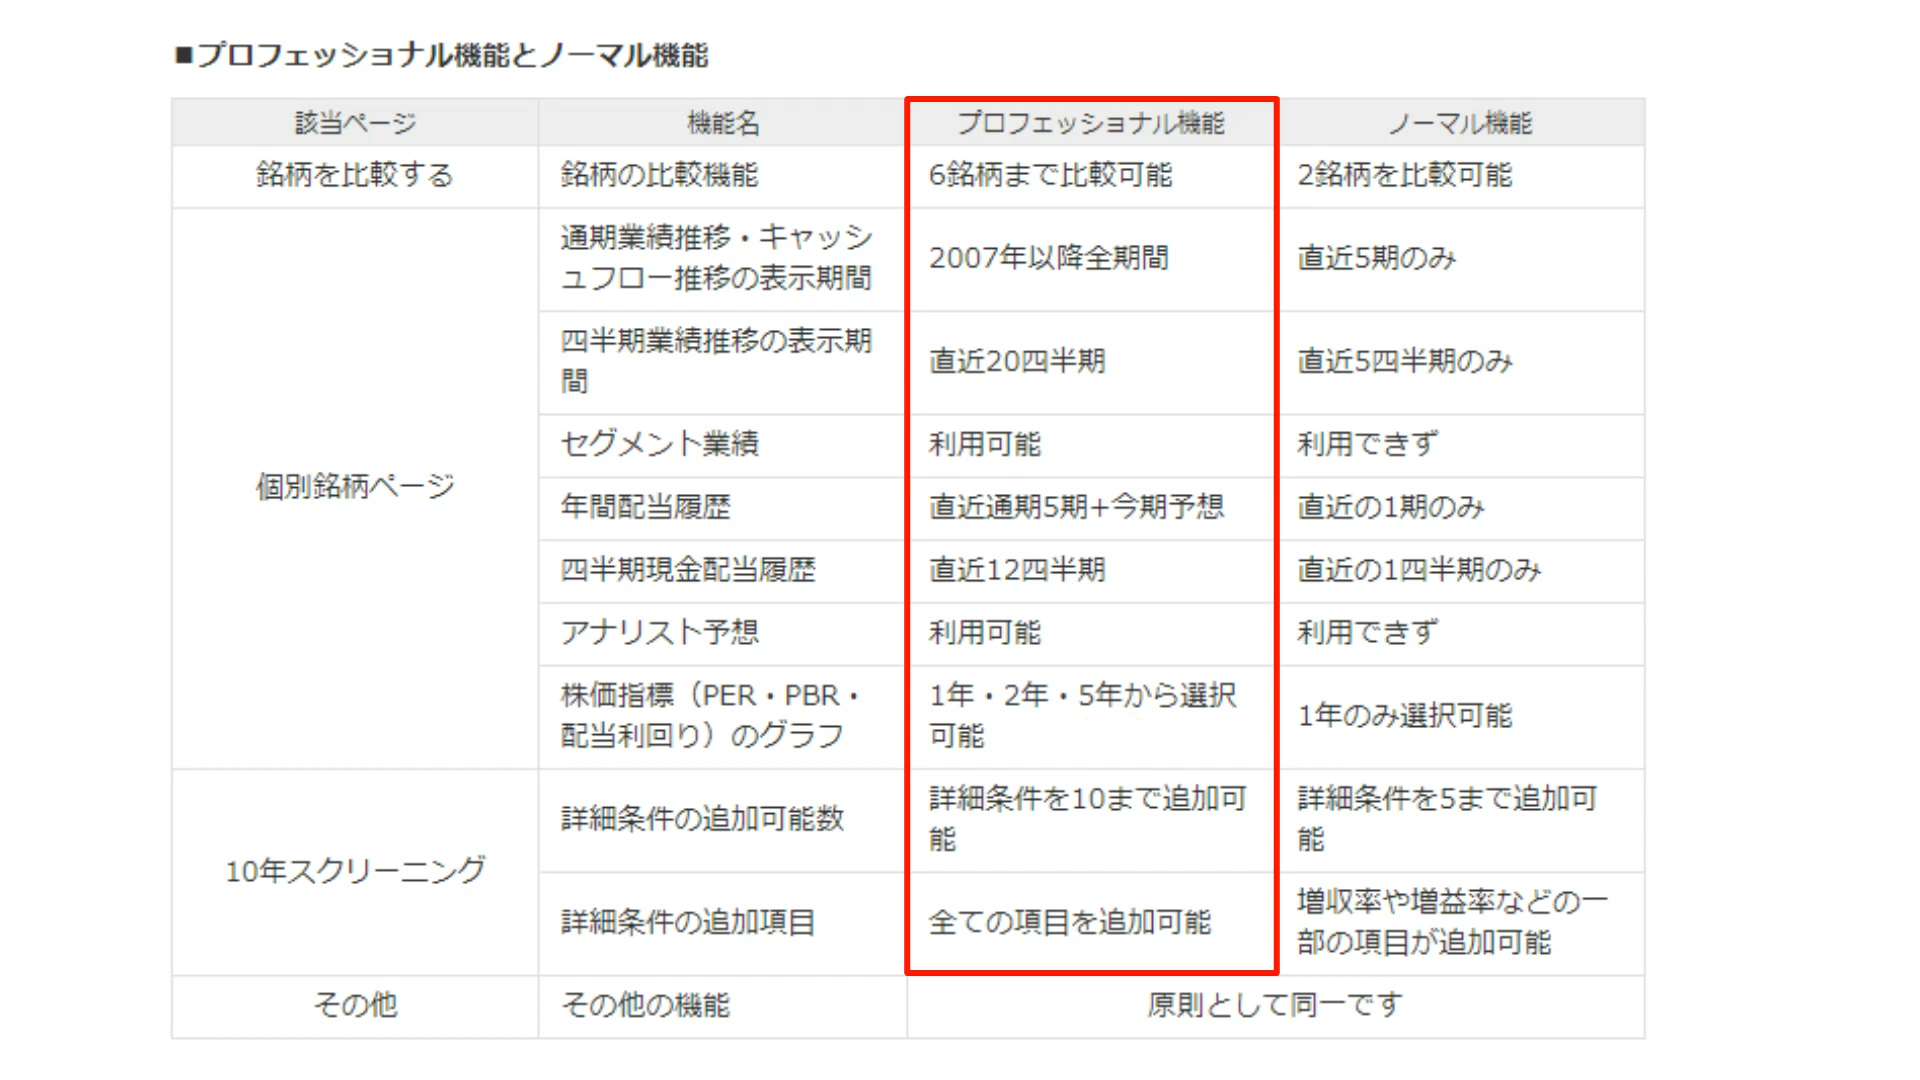 ■プロフェッショナル機能とノーマル機能
該当ページ
機能名
プロフェッショナル機能
ノーマル機能
銘柄を比較する
銘柄の比較機能
6銘柄まで比較可能
2銘柄を比較可能
個別銘柄ページ
通期業績推移・キャッシ
ュフロー推移の表示期間
2007年以降全期間
直近5期のみ
四半期業績推移の表示期
間
直近20四半期
直近5四半期のみ
セグメント業績
利用可能
利用できず
年間配当履歴
直近通期5期+今期予想
直近の1期のみ
四半期現金配当履歴
直近12四半期
直近の1四半期のみ
アナリスト予想
利用可能
利用できず
株価指標（PER・PBR・
配当利回り）のグラフ
1年・2年・5年から選択
可能
1年のみ選択可能
10年スクリーニング
詳細条件の追加可能数
詳細条件を10まで追加可
能
詳細条件を5まで追加可
能
詳細条件の追加項目
全ての項目を追加可能
増収率や増益率などの一
部の項目が追加可能
その他
その他の機能
原則として同一です